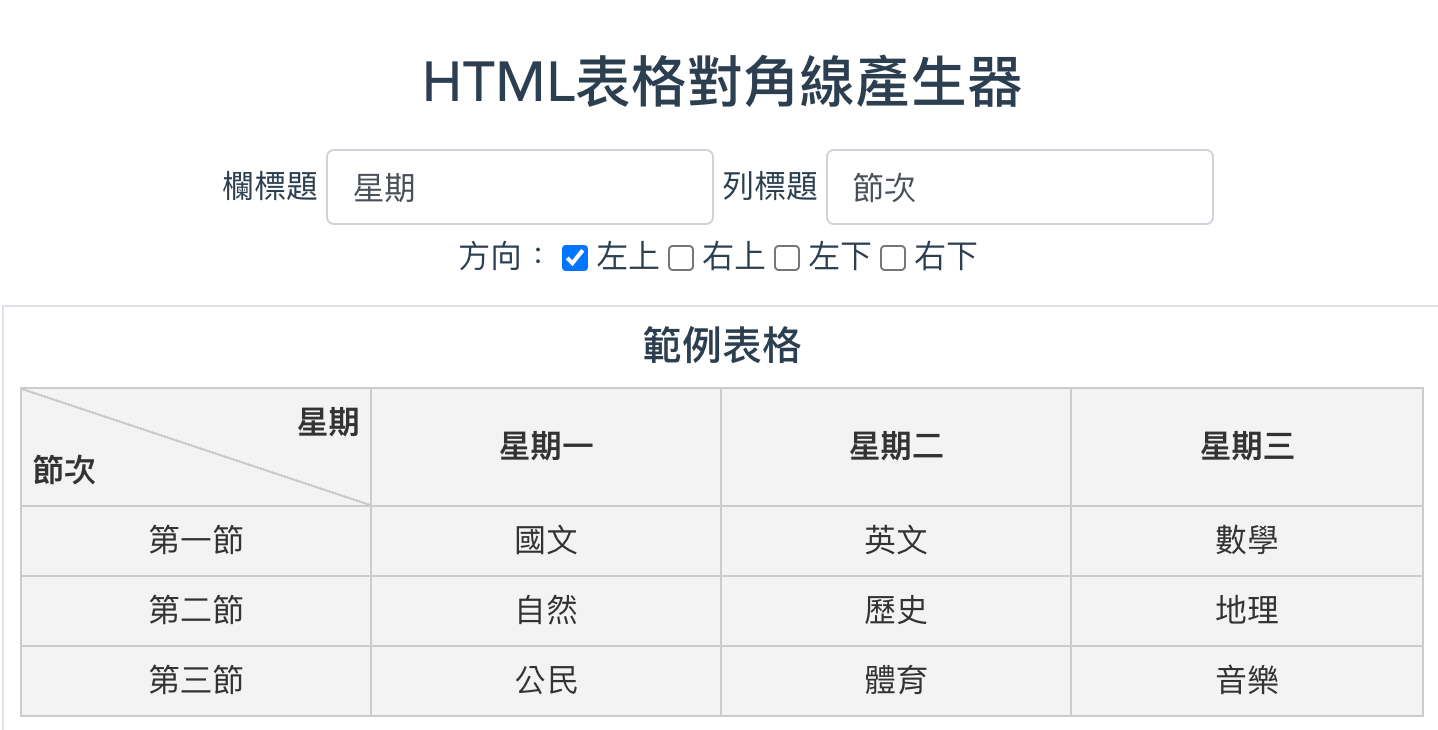 HTML表格對角線產生器
欄標題 星期 列標題 節次
方向： 左上 右上 左下 右下
範例表格
星期
節次
星期一 星期二 星期三
第一節 國文 英文 數學
第二節 自然 歷史 地理
第三節 公民 體育 音樂